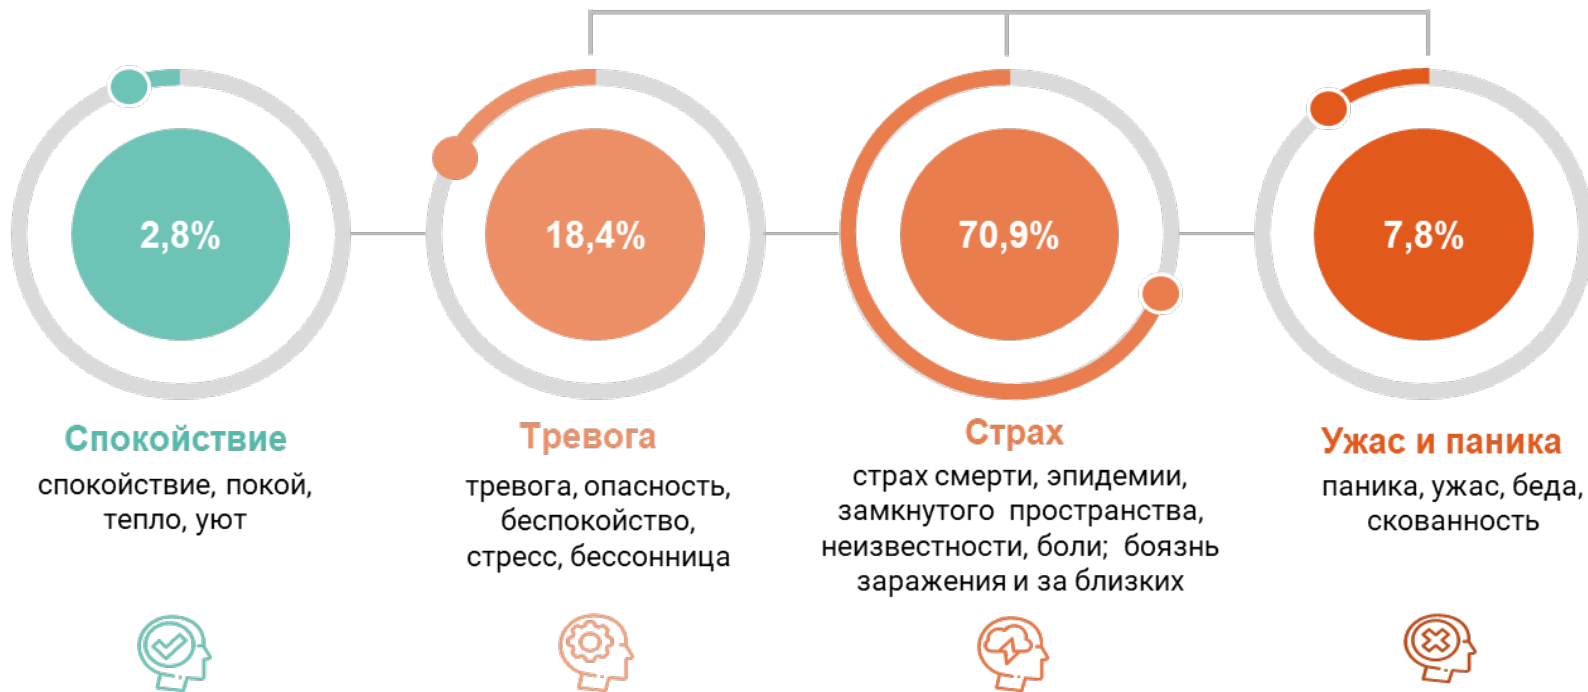 2,8%
18,4%
70,9%
7,8%
Спокойствие
спокойствие, покой,
тепло, уют
Тревога
тревога, опасность,
беспокойство,
стресс, бессонница
Страх
страх смерти, эпидемии,
замкнутого пространства,
неизвестности, боли; боязнь
заражения и за близких
Ужас и паника
паника, ужас, беда,
скованность